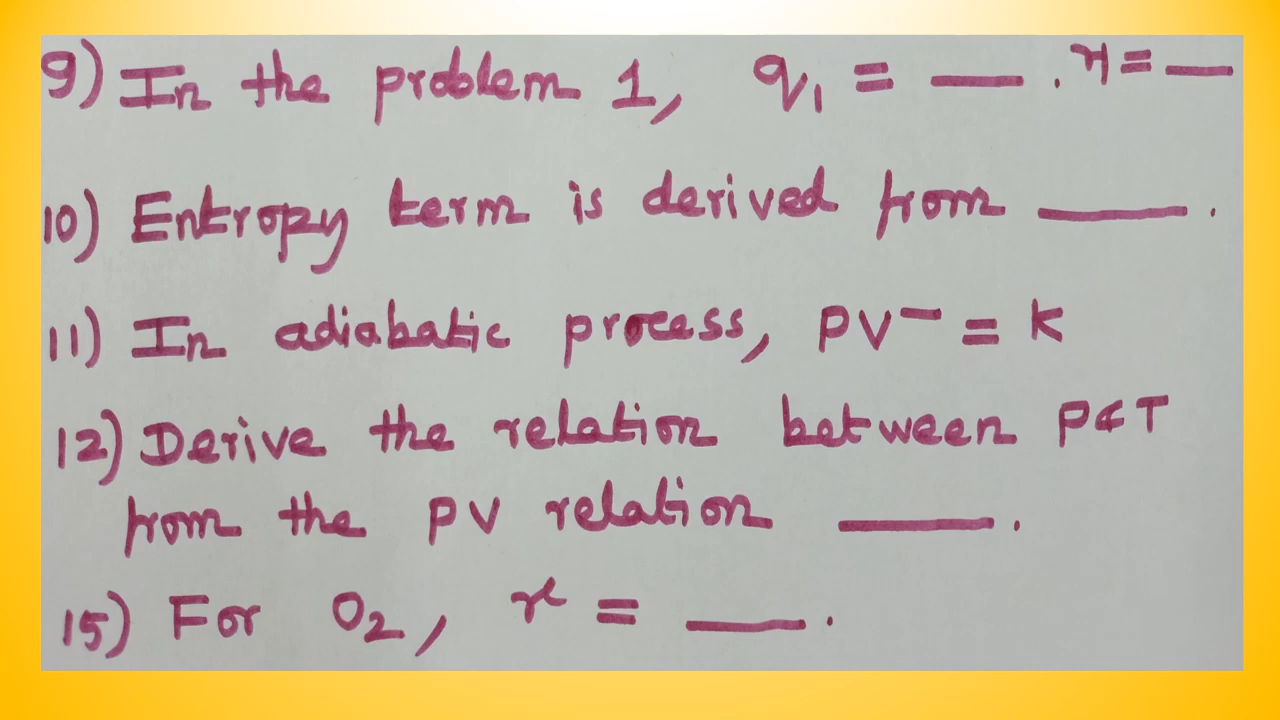 9) In the problem 1, q₁ = ___ . η = ___
10) Entropy term is derived from ___ .
11) In adiabatic process, PV⁻ = K
12) Derive the relation between P & T
from the PV relation ___ .
15) For O₂, γ = ___ .